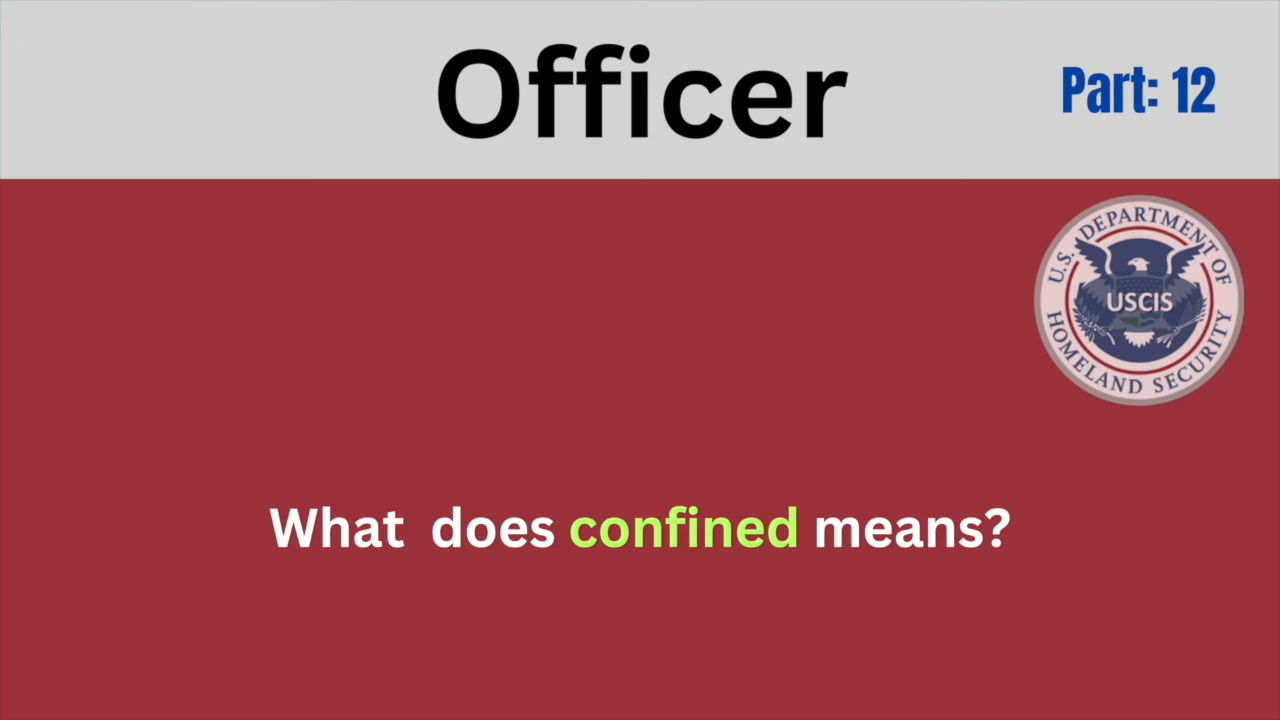 Officer
Part: 12
U.S. DEPARTMENT OF
USCIS
HOMELAND SECURITY
What does confined means?